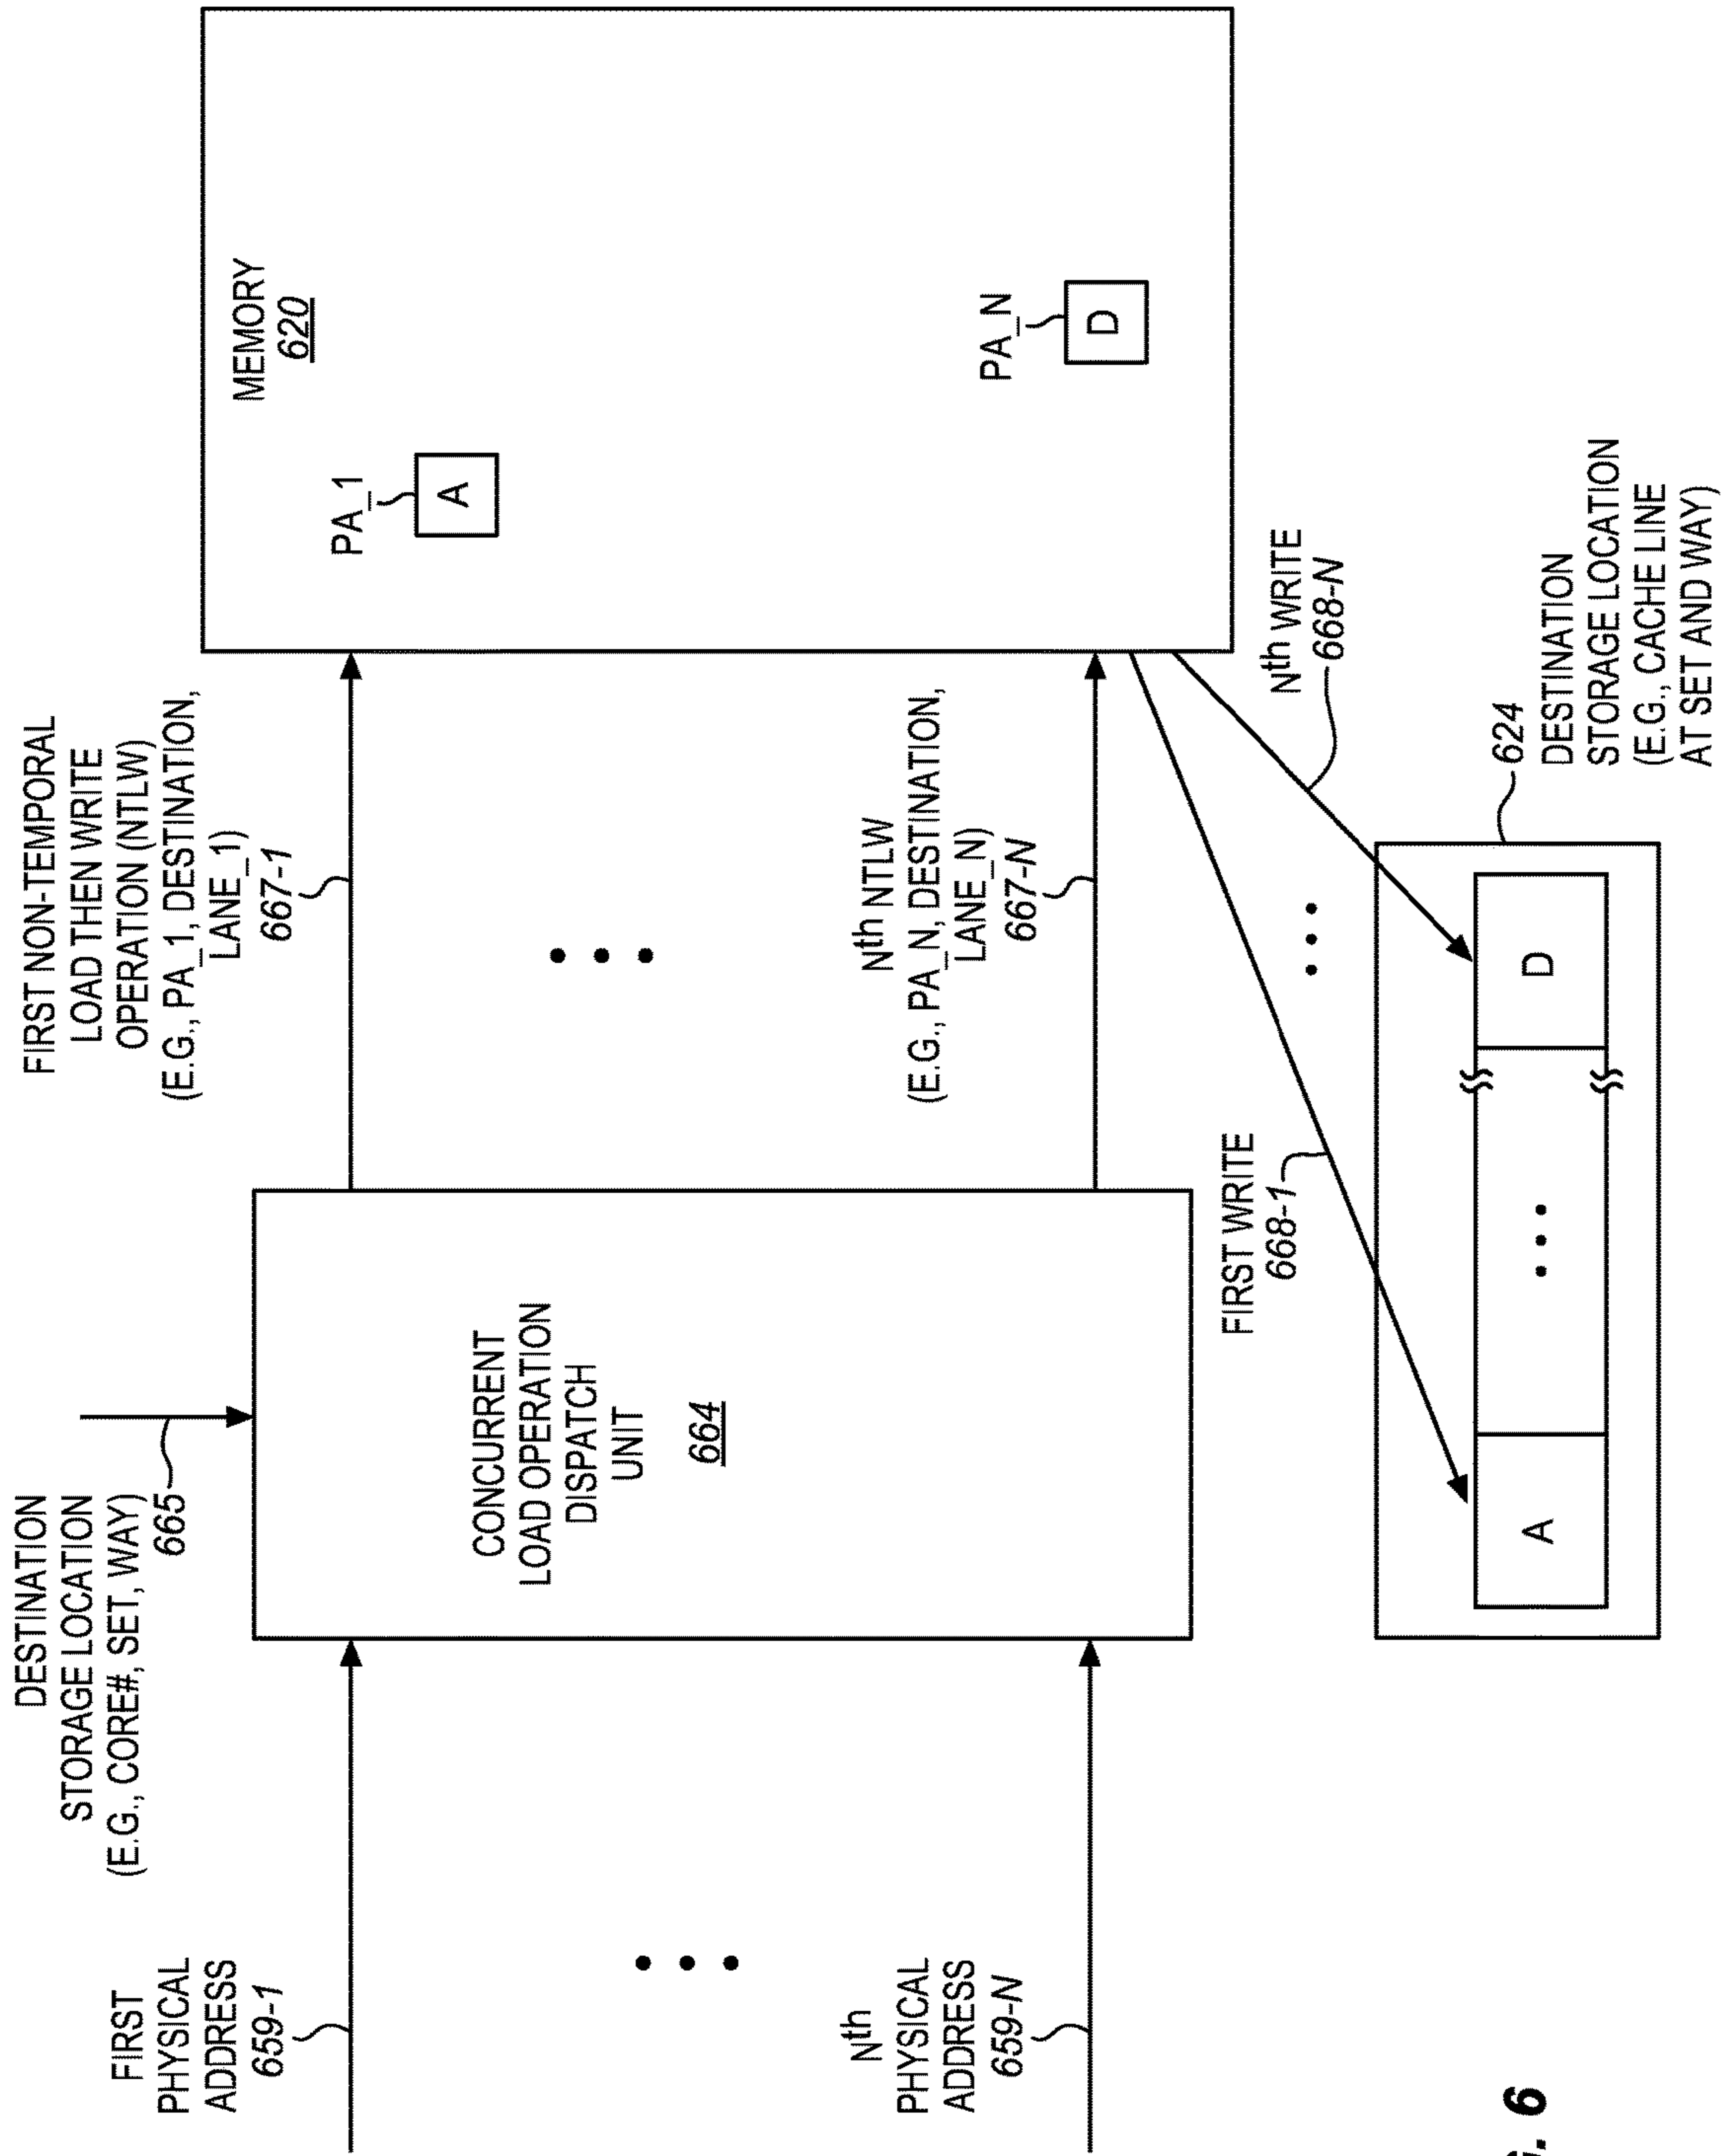 DESTINATION
STORAGE LOCATION
(E.G., CORE#, SET, WAY)
665
FIRST
PHYSICAL
ADDRESS
659-1
Nth
PHYSICAL
ADDRESS
659-N
CONCURRENT
LOAD OPERATION
DISPATCH
UNIT
664
FIRST NON-TEMPORAL
LOAD THEN WRITE
OPERATION (NTLW)
(E.G., PA_1, DESTINATION,
LANE_1)
667-1
Nth NTLW
(E.G., PA_N, DESTINATION,
LANE_N)
667-N
MEMORY
620
PA_1
A
PA_N
D
FIRST WRITE
668-1
Nth WRITE
668-N
624
DESTINATION
STORAGE LOCATION
(E.G., CACHE LINE
AT SET AND WAY)
A
D
G. 6